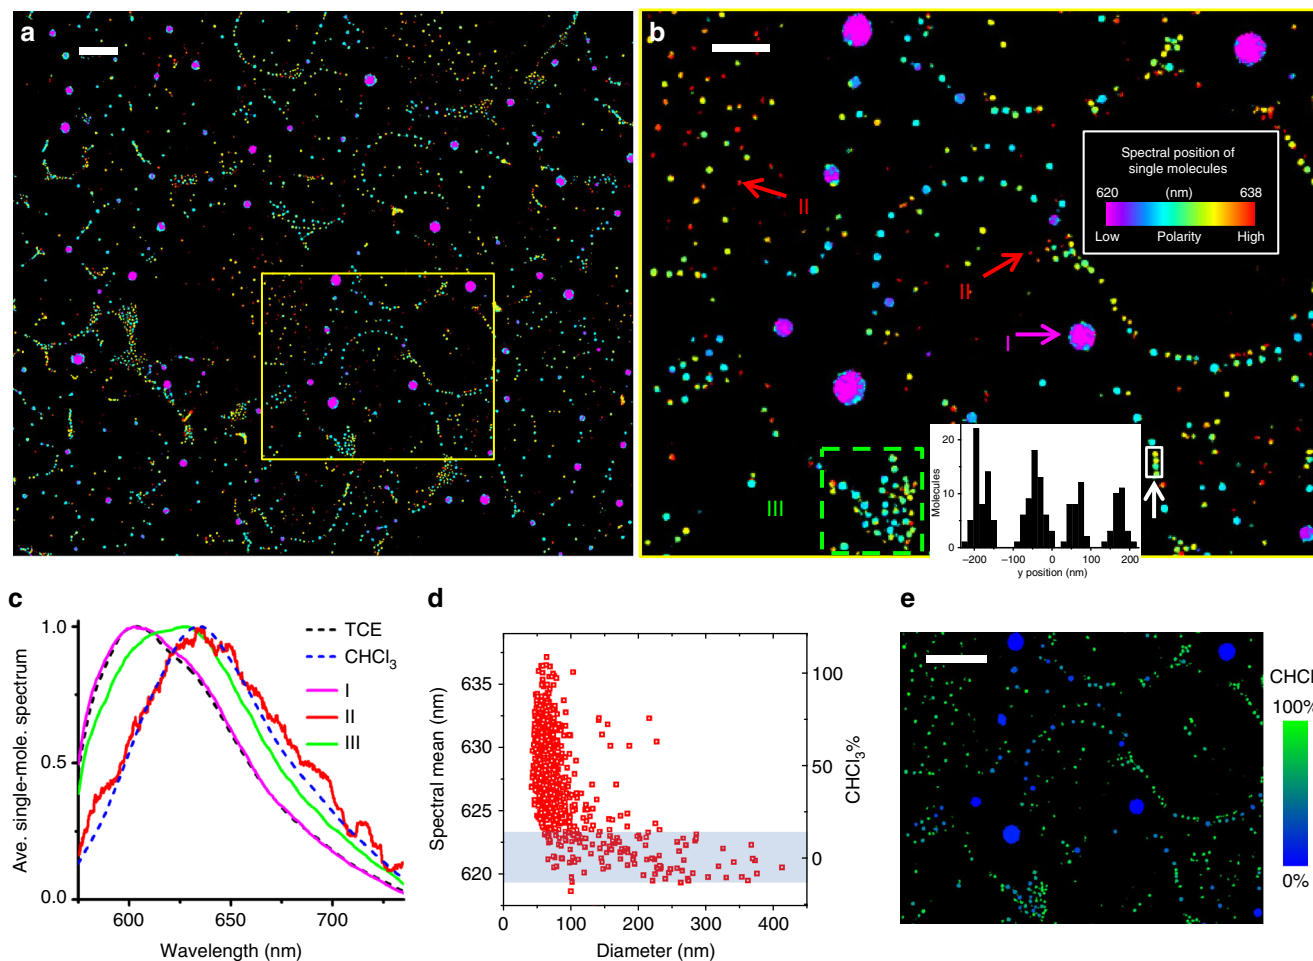 a
b
Spectral position of
single molecules
620 (nm) 638
Low Polarity High
II
II
I
III
20
10
0
Molecules
−200 −100 0 100 200
y position (nm)
c
1.0
0.5
0.0
Ave. single-mole. spectrum
TCE
CHCl3
I
II
III
600 650 700
Wavelength (nm)
d
635
630
625
620
Spectral mean (nm)
100
50
0
CHCl3%
0 100 200 300 400
Diameter (nm)
e
100%
0%